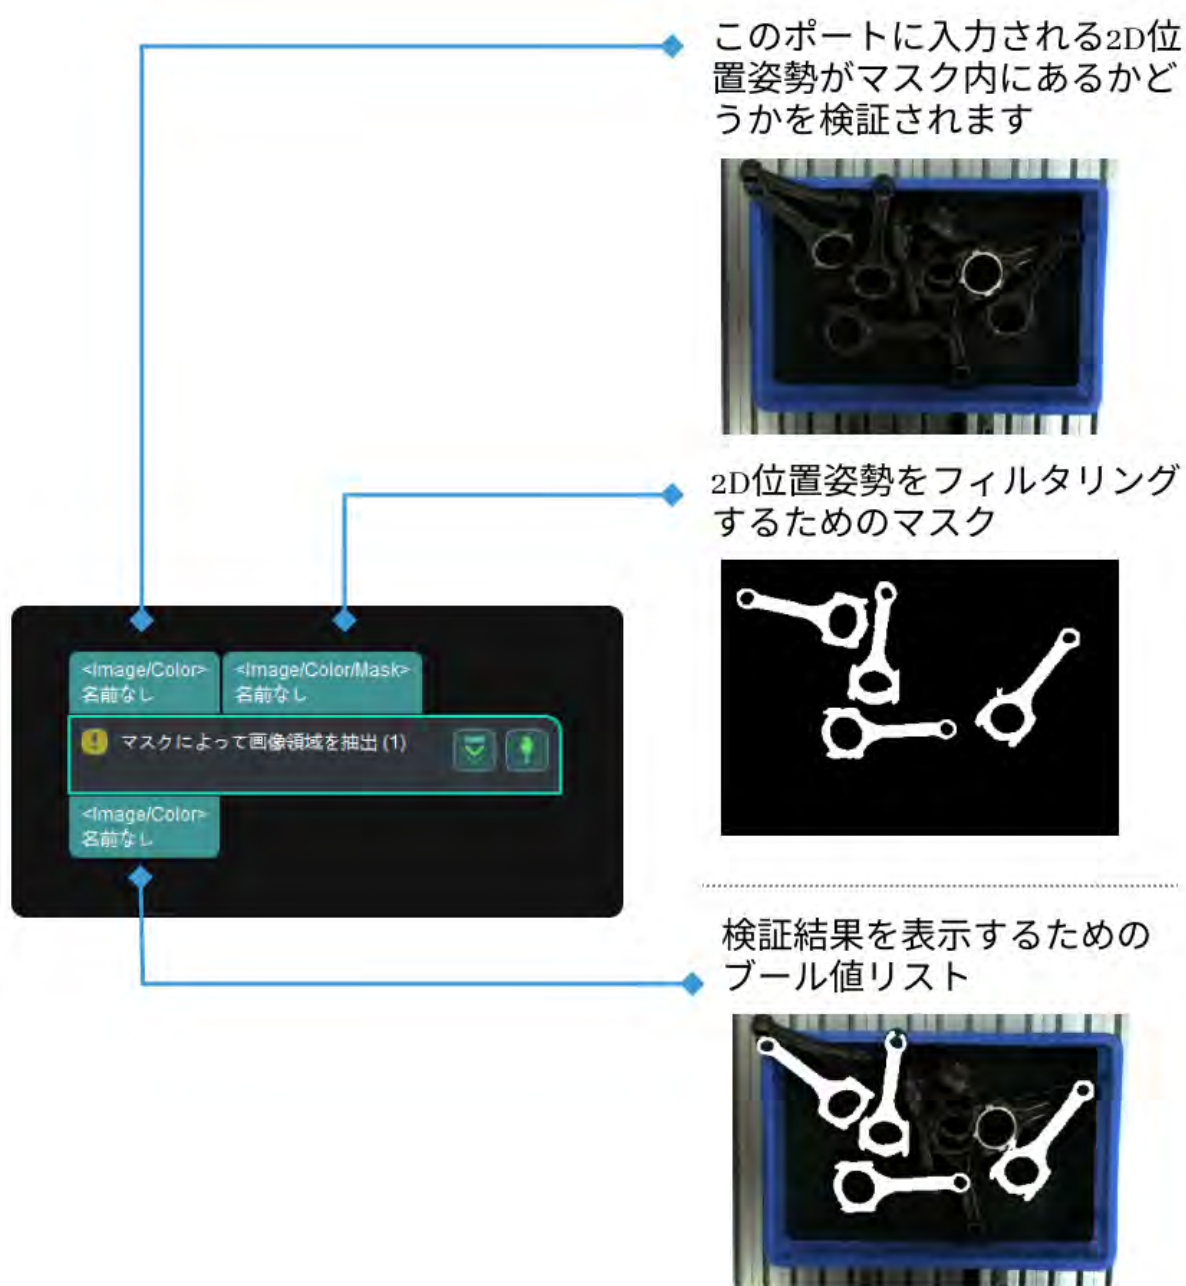 このポートに入力される2D位
置姿勢がマスク内にあるかど
うかを検証されます
2D位置姿勢をフィルタリング
するためのマスク
<Image/Color>
名前なし
<Image/Color/Mask>
名前なし
マスクによって画像領域を抽出 (1)
<Image/Color>
名前なし
検証結果を表示するための
ブール値リスト